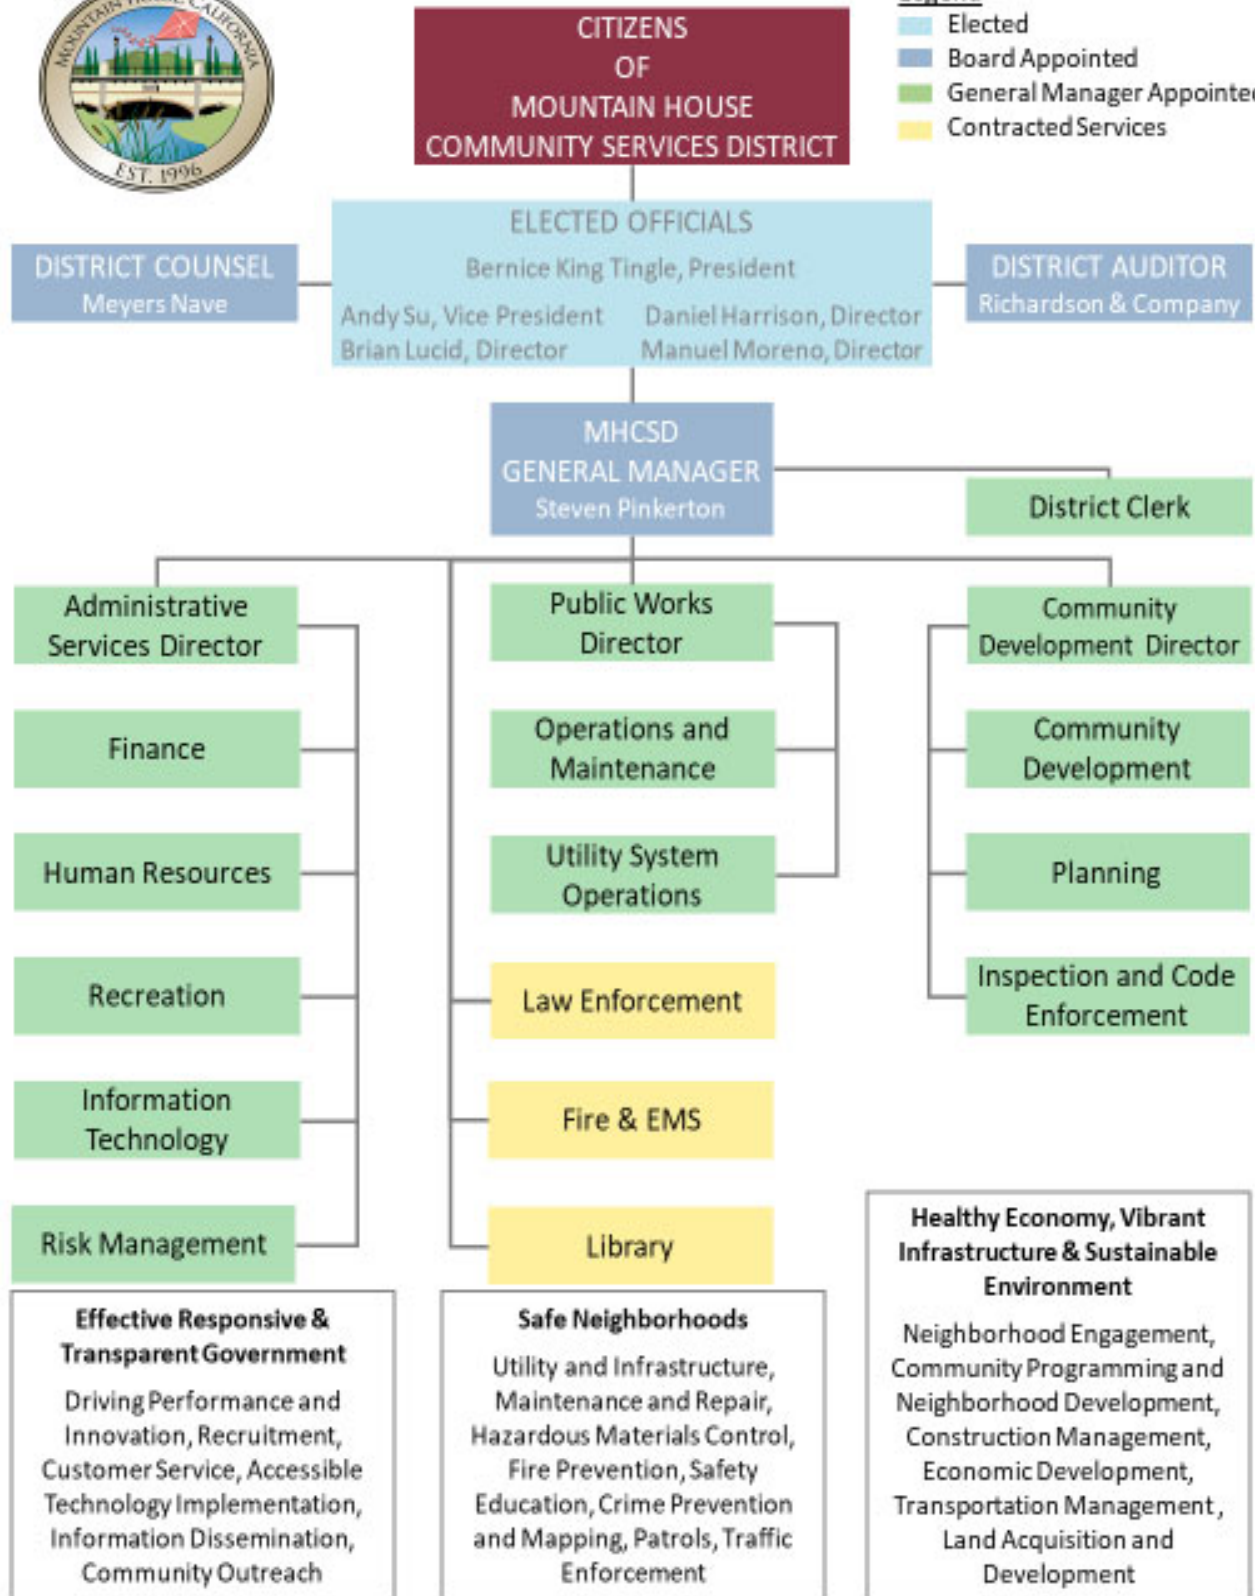 MOUNTAIN HOUSE CALIFORNIA
EST. 1996
CITIZENS
OF
MOUNTAIN HOUSE
COMMUNITY SERVICES DISTRICT
Legend
Elected
Board Appointed
General Manager Appointed
Contracted Services
ELECTED OFFICIALS
Bernice King Tingle, President
Andy Su, Vice President
Daniel Harrison, Director
Brian Lucid, Director
Manuel Moreno, Director
DISTRICT COUNSEL
Meyers Nave
DISTRICT AUDITOR
Richardson & Company
MHCSD
GENERAL MANAGER
Steven Pinkerton
District Clerk
Administrative
Services Director
Finance
Human Resources
Recreation
Information
Technology
Risk Management
Public Works
Director
Operations and
Maintenance
Utility System
Operations
Law Enforcement
Fire & EMS
Library
Community
Development Director
Community
Development
Planning
Inspection and Code
Enforcement
Effective Responsive &
Transparent Government
Driving Performance and
Innovation, Recruitment,
Customer Service, Accessible
Technology Implementation,
Information Dissemination,
Community Outreach
Safe Neighborhoods
Utility and Infrastructure,
Maintenance and Repair,
Hazardous Materials Control,
Fire Prevention, Safety
Education, Crime Prevention
and Mapping, Patrols, Traffic
Enforcement
Healthy Economy, Vibrant
Infrastructure & Sustainable
Environment
Neighborhood Engagement,
Community Programming and
Neighborhood Development,
Construction Management,
Economic Development,
Transportation Management,
Land Acquisition and
Development